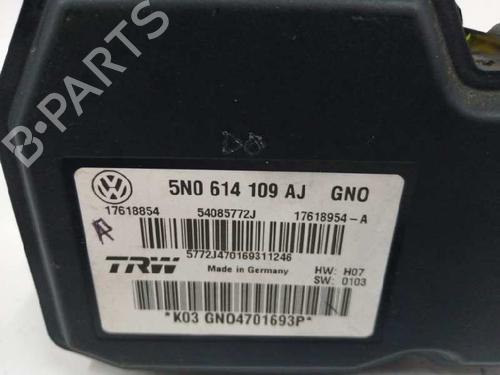 B-PARTS
5N0 614 109 AJ GNO
17618854 54085772J 17618954-A
R
5772J470169311246
TRW Made in Germany HW: H07
SW: 0103
*K03 GNO4701693P*